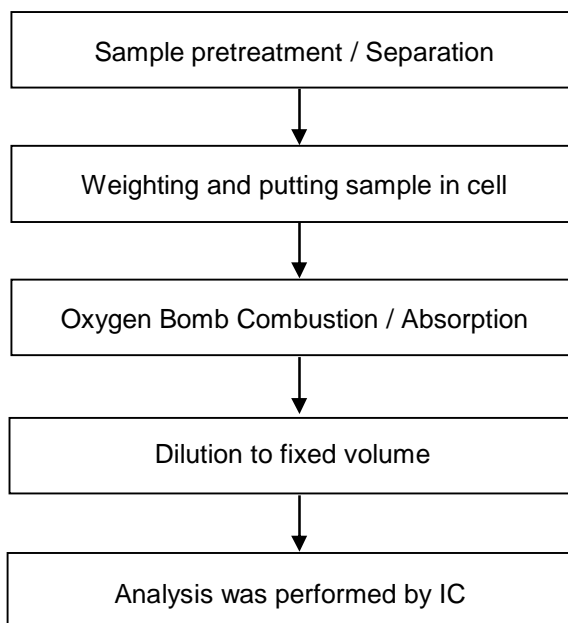 Sample pretreatment / Separation
Weighting and putting sample in cell
Oxygen Bomb Combustion / Absorption
Dilution to fixed volume
Analysis was performed by IC